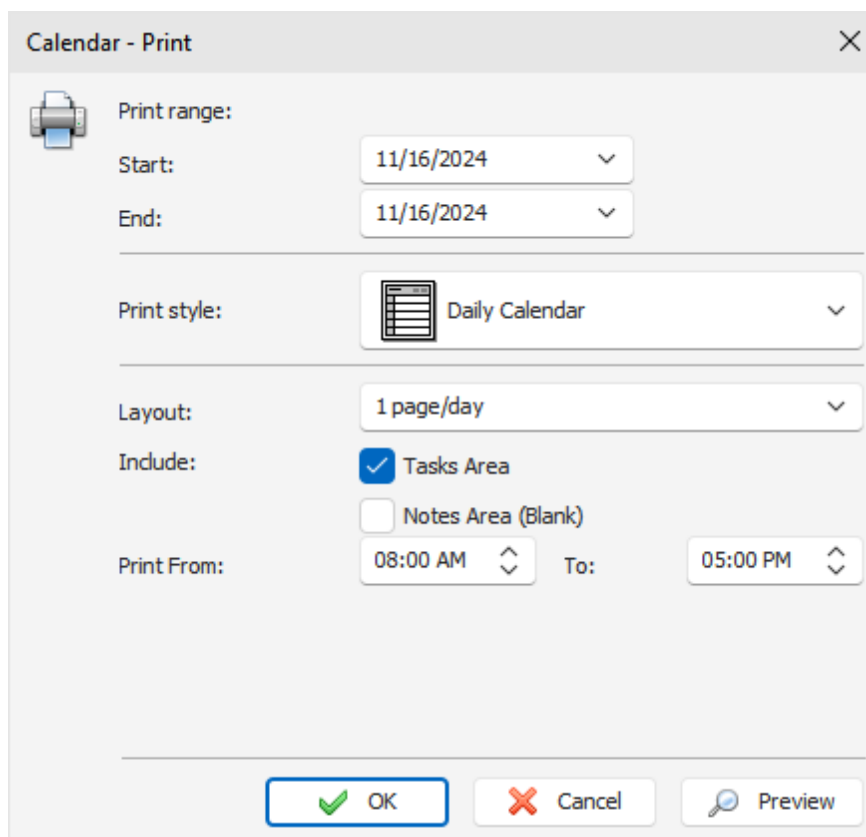 Calendar - Print
Print range:
Start: 11/16/2024
End: 11/16/2024
Print style: Daily Calendar
Layout: 1 page/day
Include: Tasks Area
Notes Area (Blank)
Print From: 08:00 AM To: 05:00 PM
OK Cancel Preview